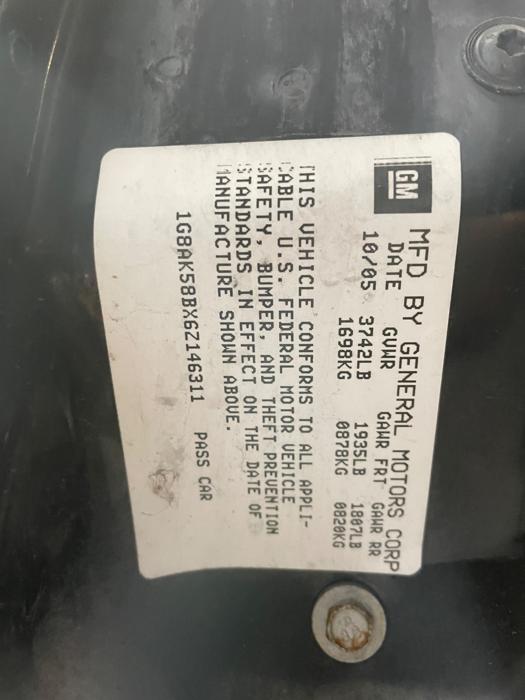 GM
MFD BY GENERAL MOTORS CORP
DATE GVWR GAWR FRT GAWR RR
10/05 3742LB 1935LB 1807LB
1698KG 0878KG 0820KG
THIS VEHICLE CONFORMS TO ALL APPLI-
CABLE U.S. FEDERAL MOTOR VEHICLE
SAFETY, BUMPER, AND THEFT PREVENTION
STANDARDS IN EFFECT ON THE DATE OF
MANUFACTURE SHOWN ABOVE.
1G8AK58BX6Z146311 PASS CAR